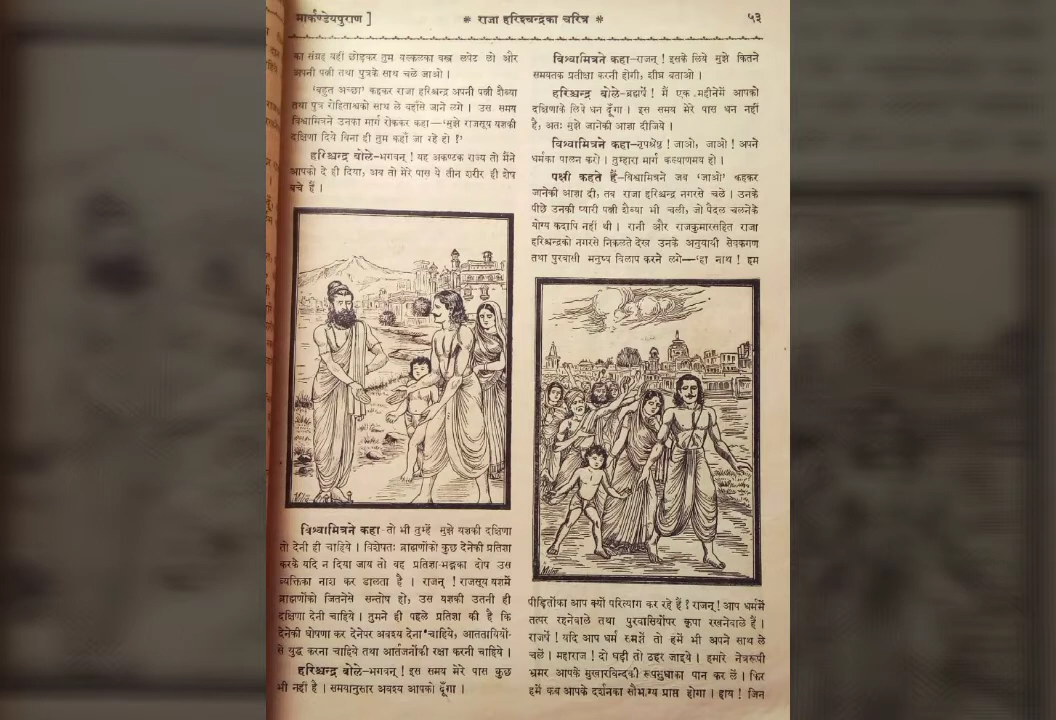 मार्कण्डेयपुराण ]
* राजा हरिश्चन्द्रका चरित्र *
५३
का संग्रह यहीं छोड़कर तुम वल्कलका वस्त्र लपेट लो और
अपनी पत्नी तथा पुत्रके साथ चले जाओ ।
'बहुत अच्छा' कहकर राजा हरिश्चन्द्र अपनी पत्नी शैव्या
तथा पुत्र रोहिताश्वको साथ ले वहाँसे जाने लगे । उस समय
विश्वामित्रने उनका मार्ग रोककर कहा—'मुझे राजसूय यज्ञकी
दक्षिणा दिये बिना ही तुम कहाँ जा रहे हो !'
हरिश्चन्द्र बोले—भगवन् ! यह अकण्टक राज्य तो मैंने
आपको दे ही दिया, अब तो मेरे पास ये तीन शरीर ही शेष
बचे हैं ।
विश्वामित्रने कहा-तो भी तुम्हें मुझे यज्ञकी दक्षिणा
तो देनी ही चाहिये । विशेषतः ब्राह्मणोंको कुछ देनेकी प्रतिज्ञा
करके यदि न दिया जाय तो वह प्रतिज्ञा-भङ्गका दोष उस
व्यक्तिका नाश कर डालता है । राजन् ! राजसूय यज्ञमें
ब्राह्मणोंको जितनेसे सन्तोष हो, उस यज्ञकी उतनी ही
दक्षिणा देनी चाहिये । तुमने ही पहले प्रतिज्ञा की है कि
देनेकी घोषणा कर देनेपर अवश्य देना चाहिये, आततायियों-
से युद्ध करना चाहिये तथा आर्तजनोंकी रक्षा करनी चाहिये ।
हरिश्चन्द्र बोले—भगवन् ! इस समय मेरे पास कुछ
भी नहीं है । समयानुसार अवश्य आपको दूँगा ।
विश्वामित्रने कहा—राजन् ! इसके लिये मुझे कितने
समयतक प्रतीक्षा करनी होगी, शीघ्र बताओ ।
हरिश्चन्द्र बोले—ब्रह्मर्षे ! मैं एक महीनेमें आपको
दक्षिणाके लिये धन दूँगा । इस समय मेरे पास धन नहीं
है, अतः मुझे जानेकी आज्ञा दीजिये ।
विश्वामित्रने कहा—नृपश्रेष्ठ ! जाओ, जाओ ! अपने
धर्मका पालन करो । तुम्हारा मार्ग कल्याणमय हो ।
पक्षी कहते हैं—विश्वामित्रने जब 'जाओ' कहकर
जानेकी आज्ञा दी, तब राजा हरिश्चन्द्र नगरसे चले । उनके
पीछे उनकी प्यारी पत्नी शैव्या भी चली, जो पैदल चलनेके
योग्य कदापि नहीं थी । रानी और राजकुमारसहित राजा
हरिश्चन्द्रको नगरसे निकलते देख उनके अनुयायी सेवकगण
तथा पुरवासी मनुष्य विलाप करने लगे—'हा नाथ ! हम
पीड़ितोंका आप क्यों परित्याग कर रहे हैं ? राजन् ! आप धर्ममें
तत्पर रहनेवाले तथा पुरवासियोंपर कृपा रखनेवाले हैं ।
राजर्षे ! यदि आप धर्म समझें तो हमें भी अपने साथ ले
चलें । महाराज ! दो घड़ी तो ठहर जाइये । हमारे नेत्ररूपी
भ्रमर आपके मुखारविन्दकी रूपसुधाका पान कर लें । फिर
हमें कब आपके दर्शनका सौभाग्य प्राप्त होगा । हाय ! जिन